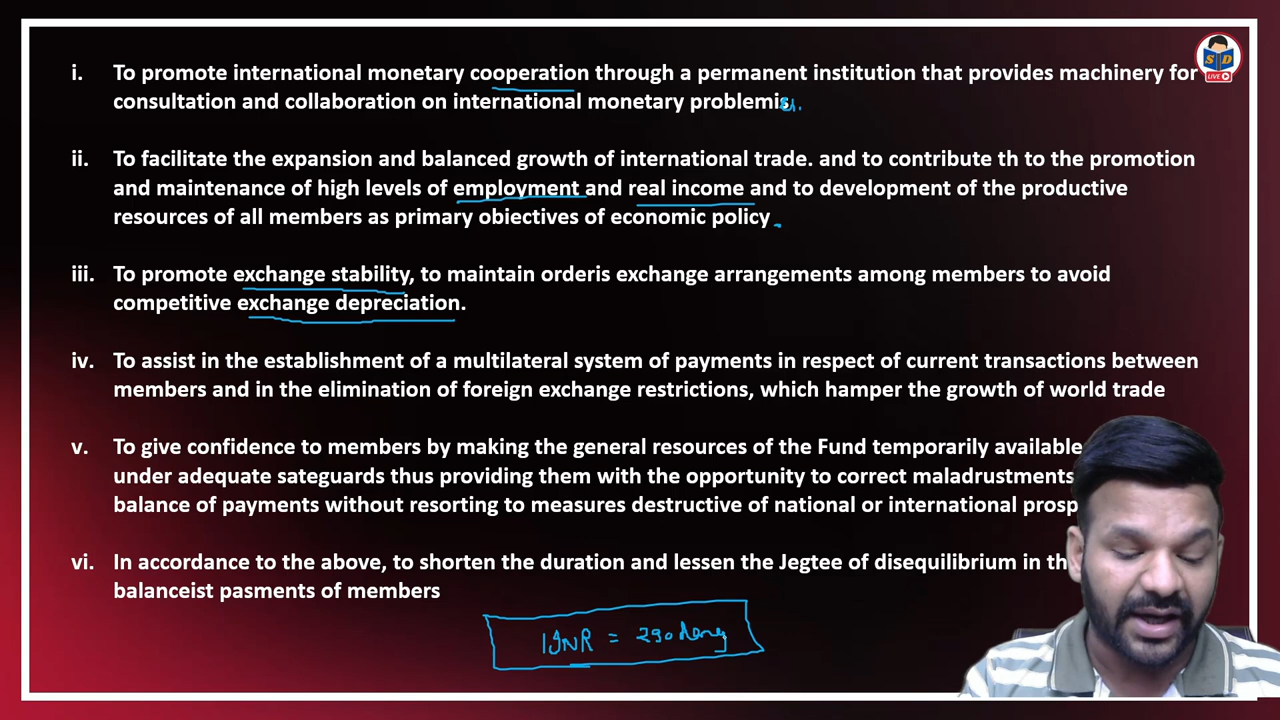 S D
LIVE
i. To promote international monetary cooperation through a permanent institution that provides machinery for
consultation and collaboration on international monetary problemis
ii. To facilitate the expansion and balanced growth of international trade. and to contribute th to the promotion
and maintenance of high levels of employment and real income and to development of the productive
resources of all members as primary obiectives of economic policy
iii. To promote exchange stability, to maintain orderis exchange arrangements among members to avoid
competitive exchange depreciation.
iv. To assist in the establishment of a multilateral system of payments in respect of current transactions between
members and in the elimination of foreign exchange restrictions, which hamper the growth of world trade
v. To give confidence to members by making the general resources of the Fund temporarily available
under adequate sateguards thus providing them with the opportunity to correct maladrustments
balance of payments without resorting to measures destructive of national or international prosp
vi. In accordance to the above, to shorten the duration and lessen the Jegtee of disequilibrium in th
balanceist pasments of members
1 INR = 290